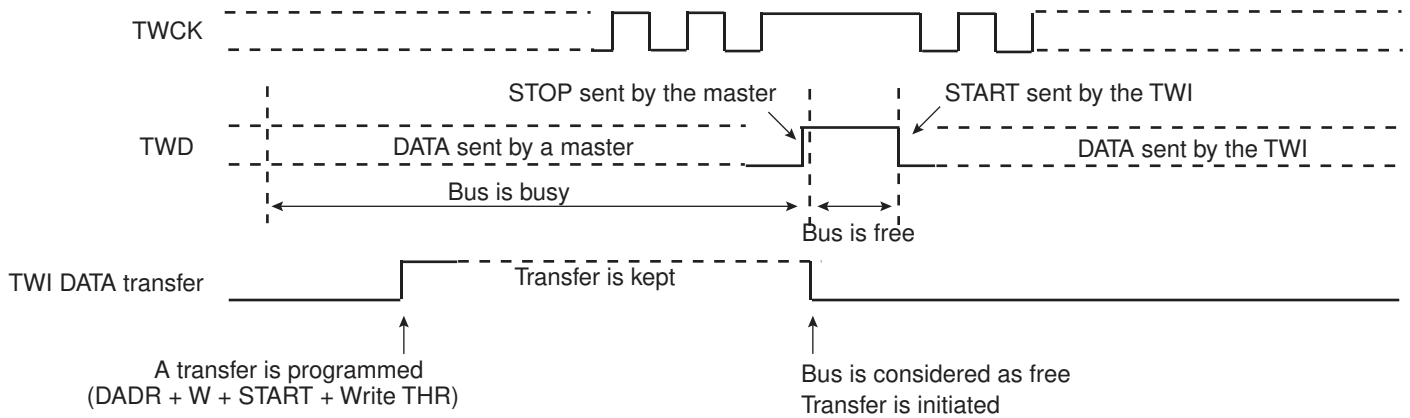 TWCK
STOP sent by the master
START sent by the TWI
TWD
DATA sent by a master
DATA sent by the TWI
Bus is busy
Bus is free
TWI DATA transfer
Transfer is kept
A transfer is programmed
(DADR + W + START + Write THR)
Bus is considered as free
Transfer is initiated